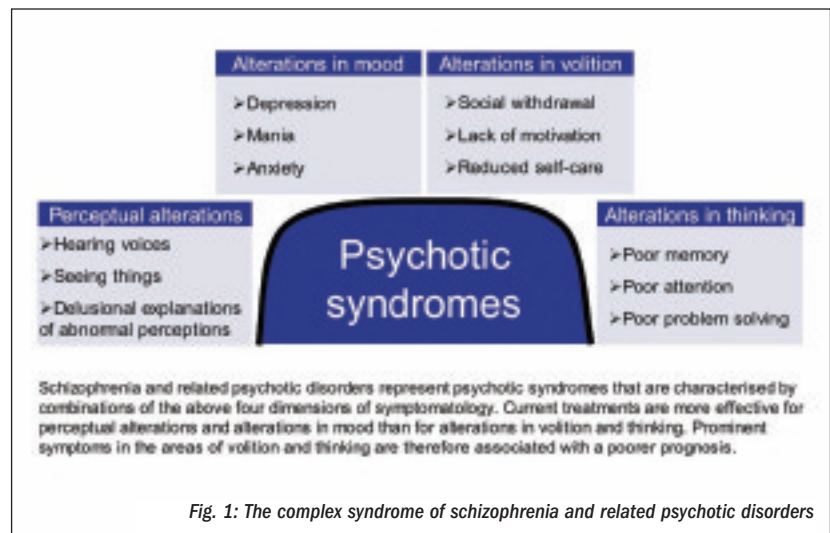 Alterations in mood
➢Depression
➢Mania
➢Anxiety
Alterations in volition
➢Social withdrawal
➢Lack of motivation
➢Reduced self-care
Perceptual alterations
➢Hearing voices
➢Seeing things
➢Delusional explanations
of abnormal perceptions
Psychotic
syndromes
Alterations in thinking
➢Poor memory
➢Poor attention
➢Poor problem solving
Schizophrenia and related psychotic disorders represent psychotic syndromes that are characterised by
combinations of the above four dimensions of symptomatology. Current treatments are more effective for
perceptual alterations and alterations in mood than for alterations in volition and thinking. Prominent
symptoms in the areas of volition and thinking are therefore associated with a poorer prognosis.
Fig. 1: The complex syndrome of schizophrenia and related psychotic disorders